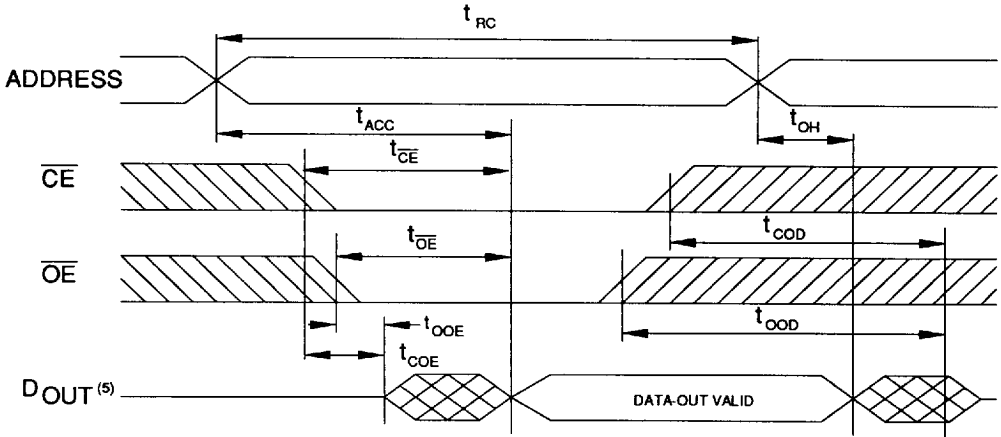 t RC
ADDRESS
t ACC
t OH
t CE
CE
t COD
t OE
OE
t OOE
t OOD
t COE
D OUT (5)
DATA-OUT VALID